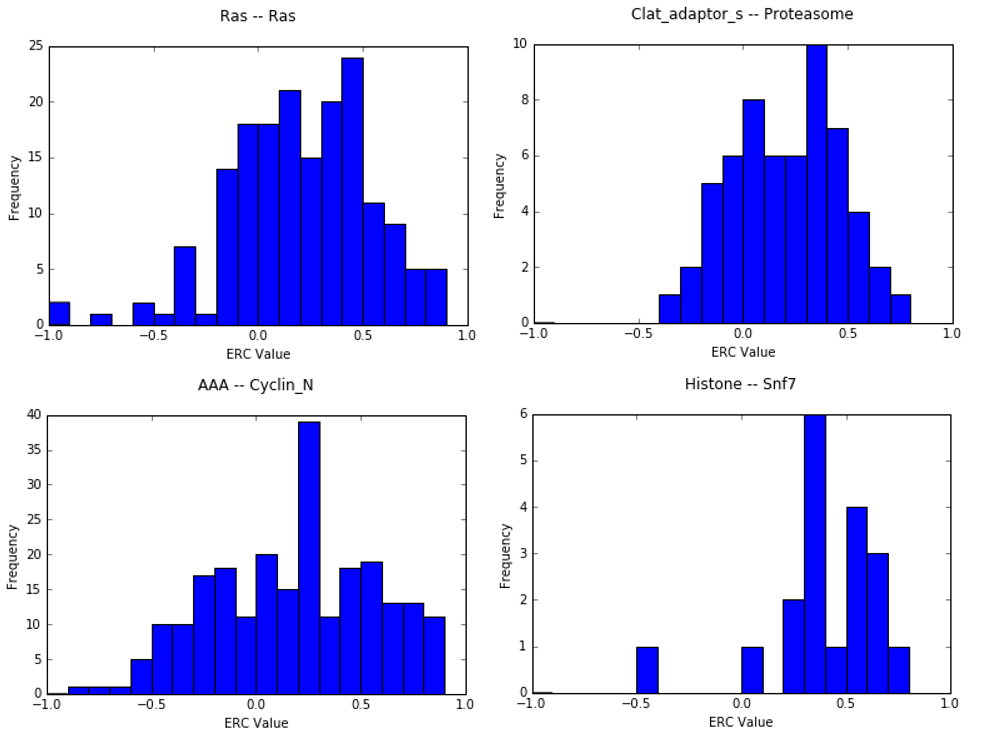 Ras -- Ras
25
20
15
10
5
0
Frequency
−1.0 −0.5 0.0 0.5 1.0
ERC Value
Clat_adaptor_s -- Proteasome
10
8
6
4
2
0
Frequency
−1.0 −0.5 0.0 0.5 1.0
ERC Value
AAA -- Cyclin_N
40
35
30
25
20
15
10
5
0
Frequency
−1.0 −0.5 0.0 0.5 1.0
ERC Value
Histone -- Snf7
6
5
4
3
2
1
0
Frequency
−1.0 −0.5 0.0 0.5 1.0
ERC Value